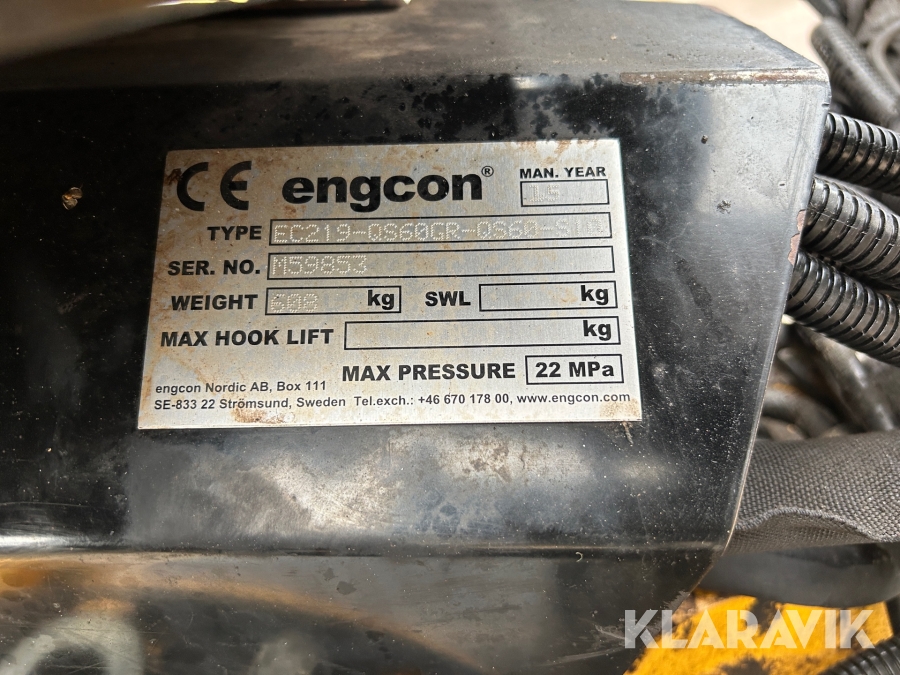 CE engcon® MAN. YEAR
TYPE EC219-QS60GR-QS60-
SER. NO. M59853
WEIGHT 608 kg SWL kg
MAX HOOK LIFT kg
MAX PRESSURE 22 MPa
engcon Nordic AB, Box 111
SE-833 22 Strömsund, Sweden Tel.exch.: +46 670 178 00, www.engcon.com
KLARAVIK